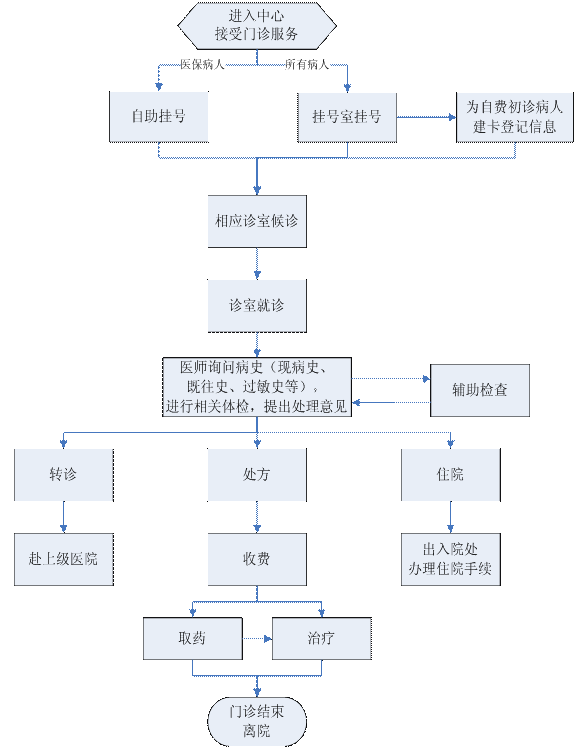 进入中心
接受门诊服务
医保病人
所有病人
自助挂号
挂号室挂号
为自费初诊病人
建卡登记信息
相应诊室候诊
诊室就诊
医师询问病史（现病史、
既往史、过敏史等）。
进行相关体检，提出处理意见
辅助检查
转诊
处方
住院
赴上级医院
收费
出入院处
办理住院手续
取药
治疗
门诊结束
离院